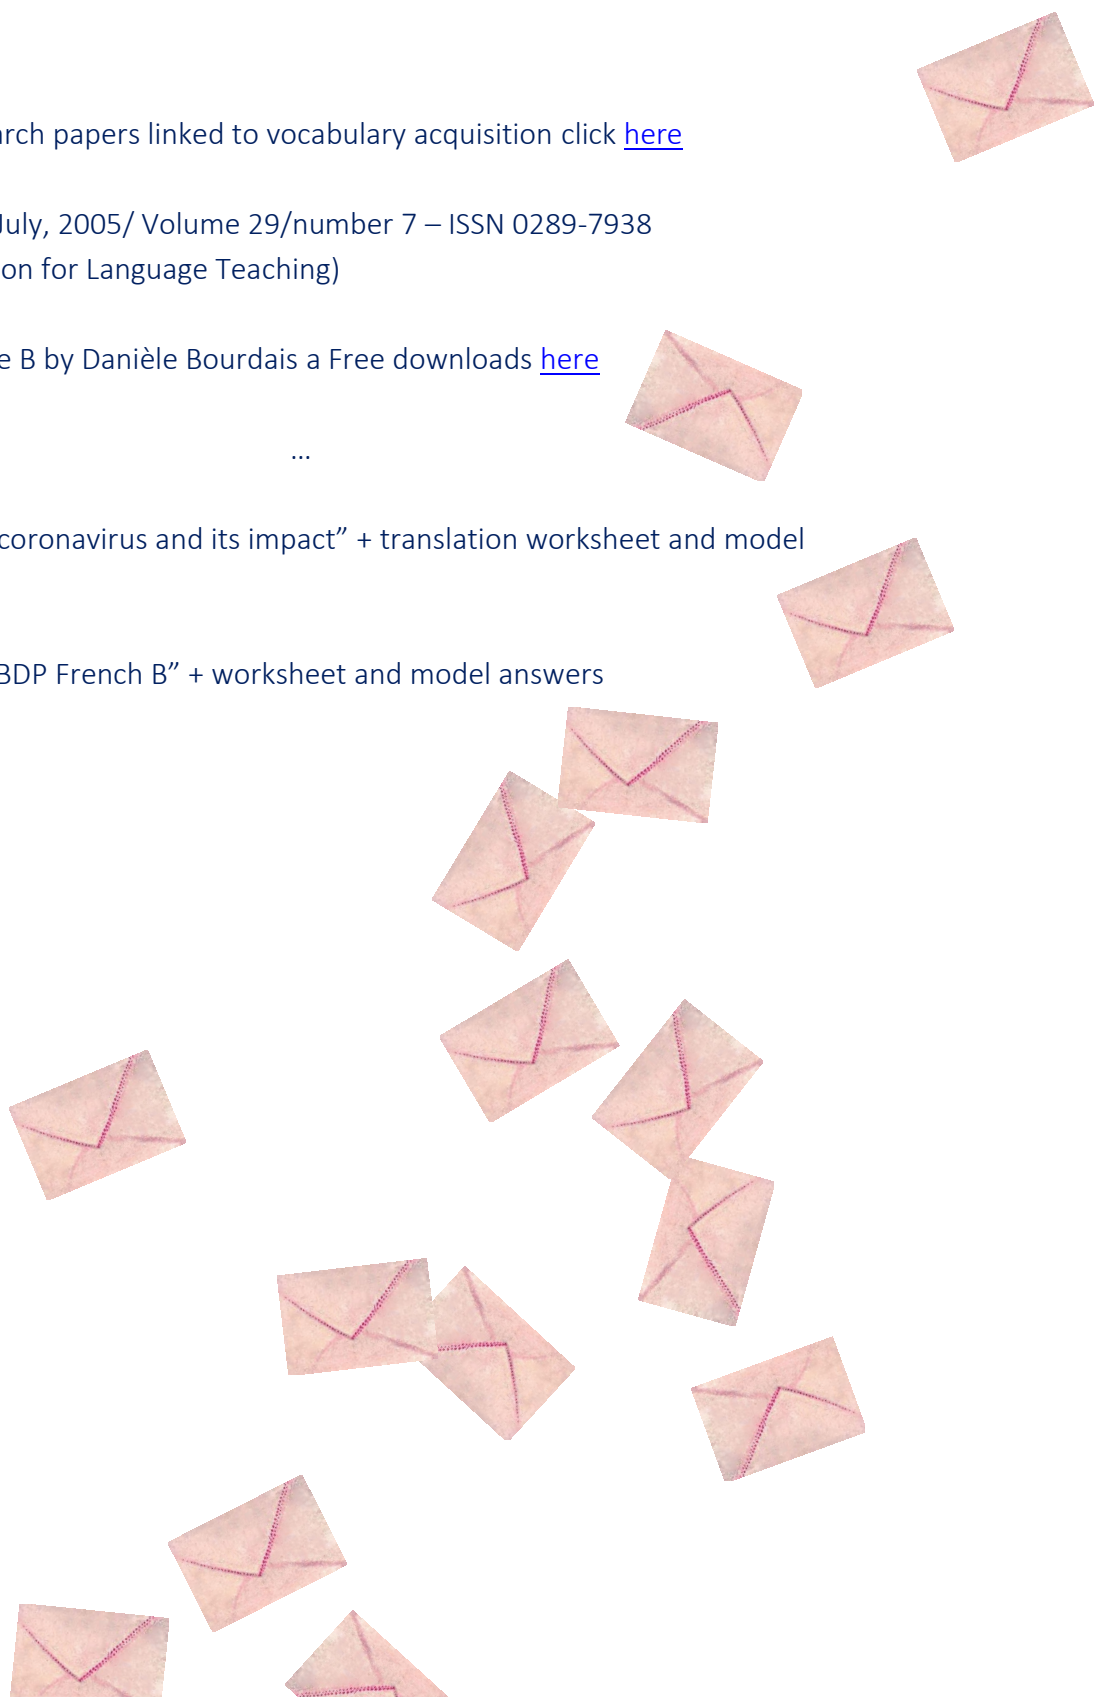 rch papers linked to vocabulary acquisition click here
July, 2005/ Volume 29/number 7 – ISSN 0289-7938
on for Language Teaching)
e B by Danièle Bourdais a Free downloads here
...
coronavirus and its impact” + translation worksheet and model
BDP French B” + worksheet and model answers